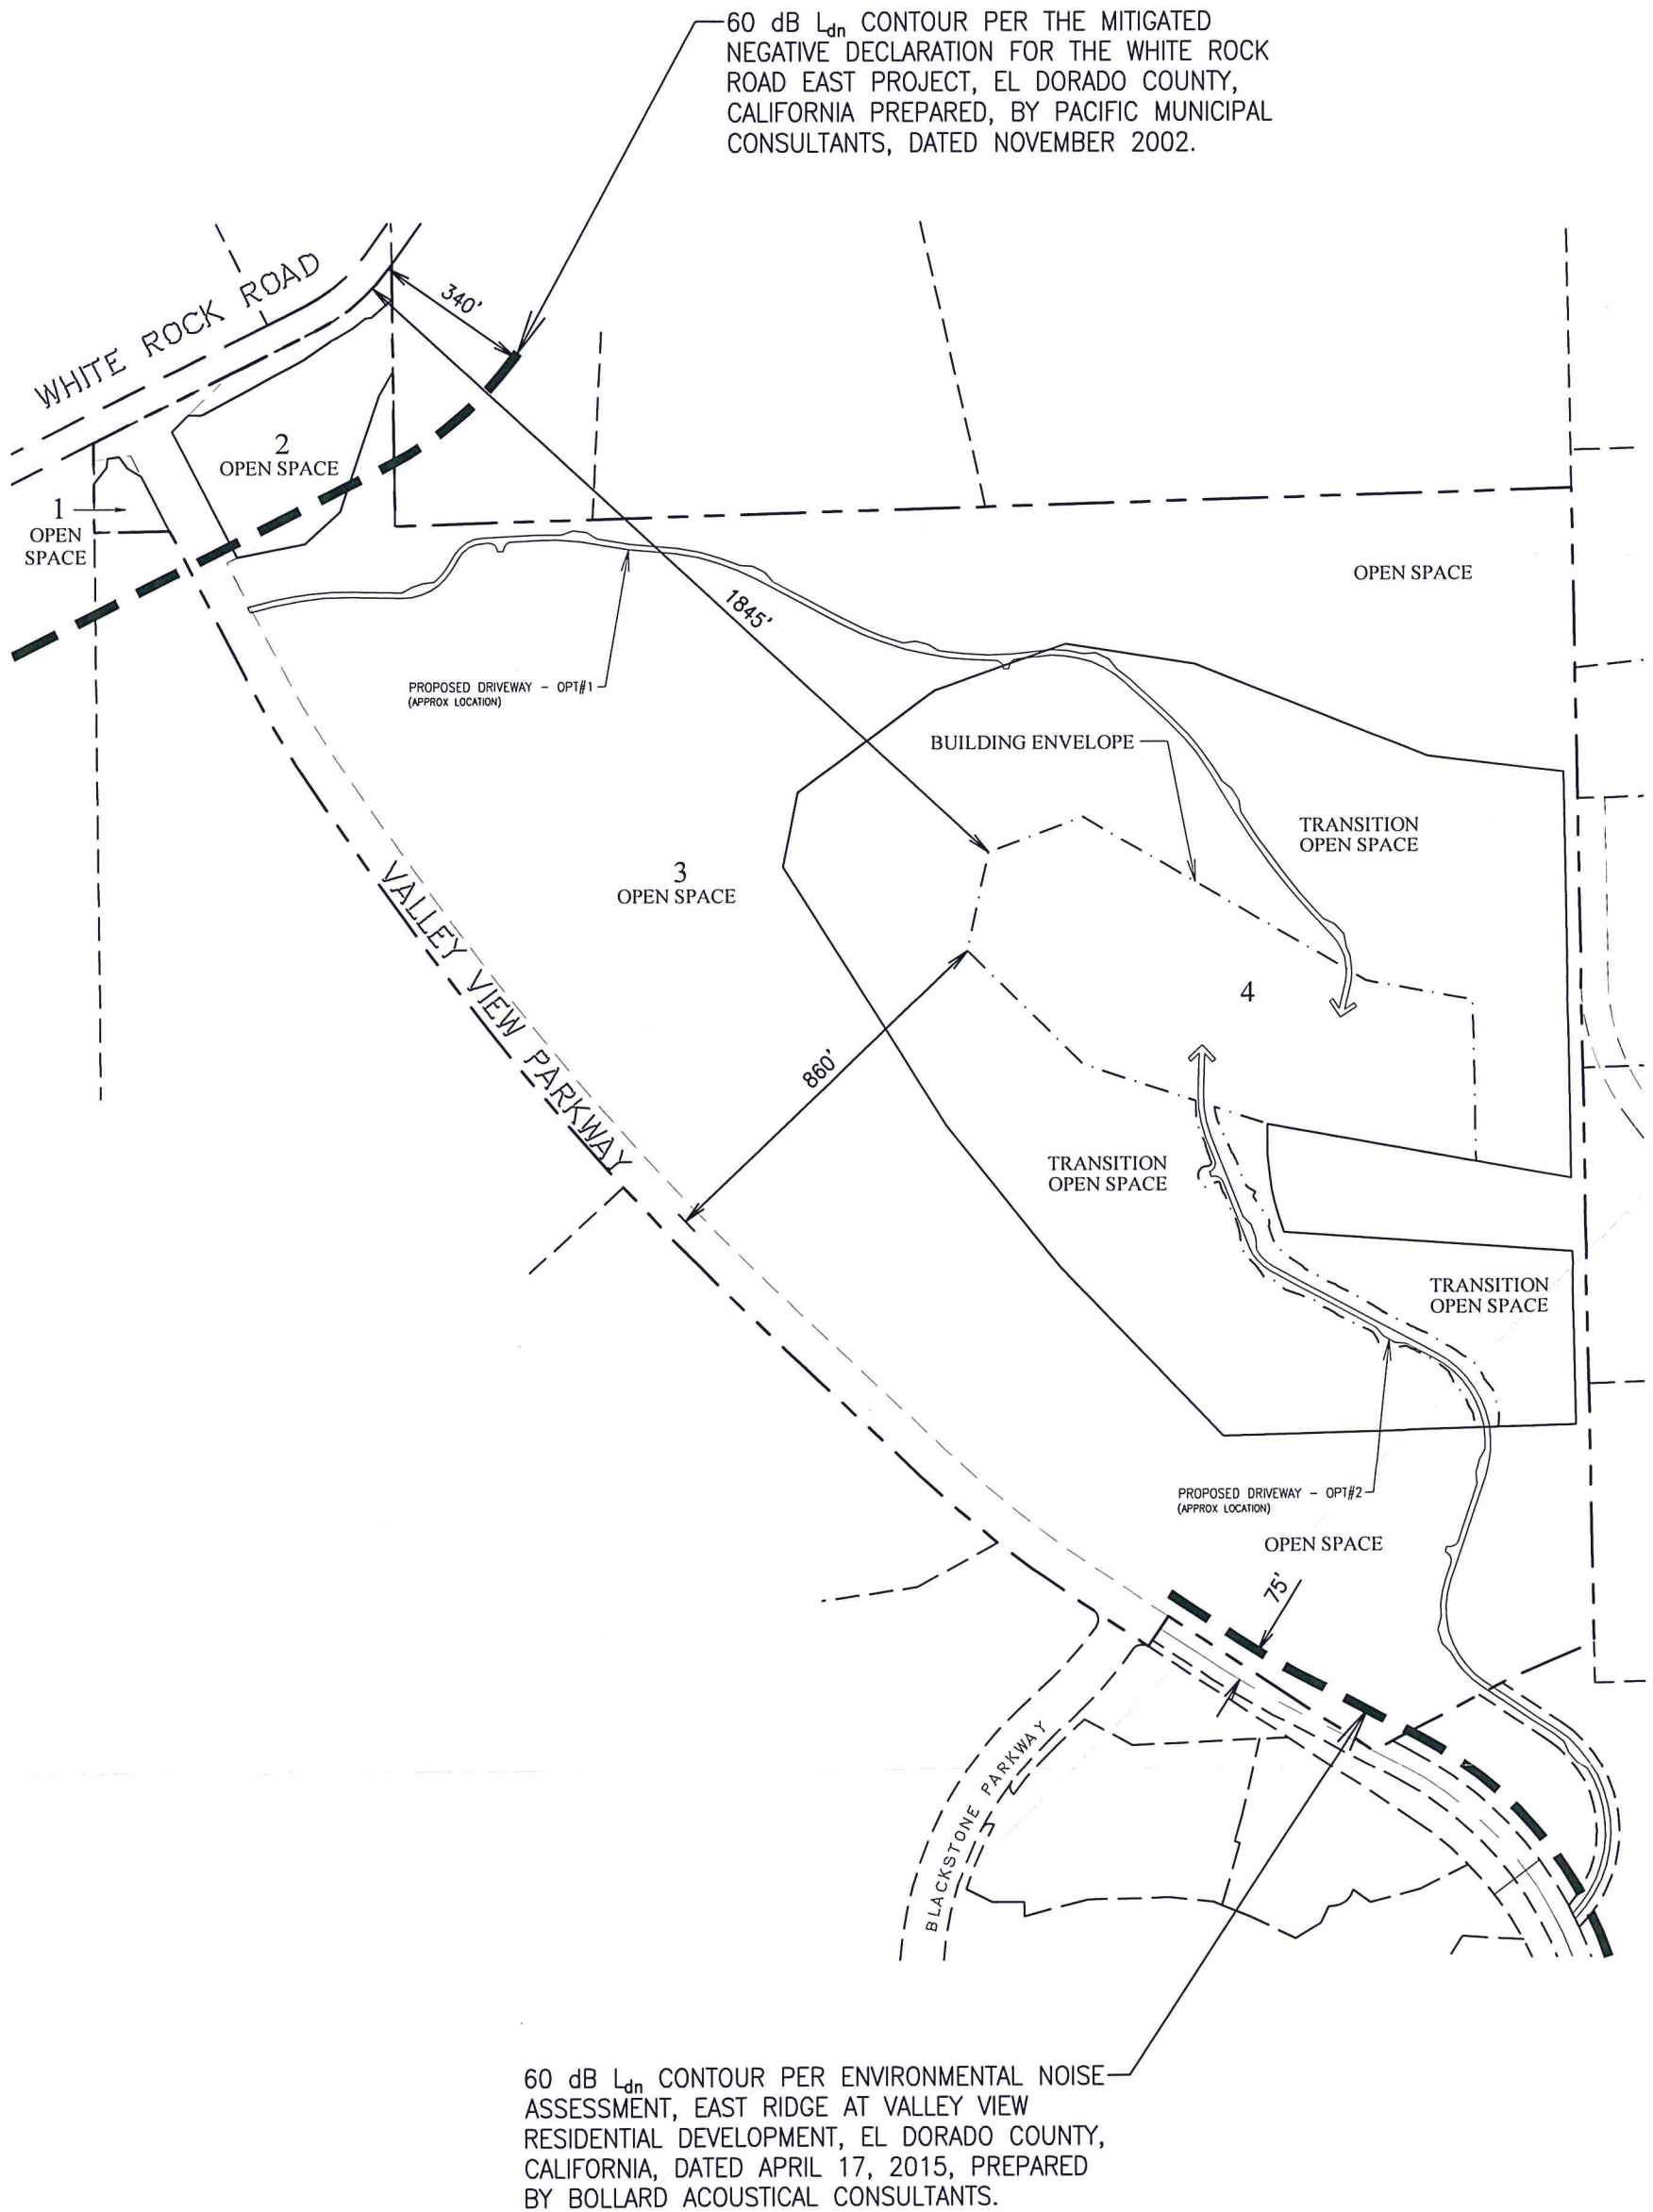 60 dB Ldn CONTOUR PER THE MITIGATED
NEGATIVE DECLARATION FOR THE WHITE ROCK
ROAD EAST PROJECT, EL DORADO COUNTY,
CALIFORNIA PREPARED, BY PACIFIC MUNICIPAL
CONSULTANTS, DATED NOVEMBER 2002.
WHITE ROCK ROAD
340'
2
OPEN SPACE
1
OPEN
SPACE
OPEN SPACE
1845'
PROPOSED DRIVEWAY - OPT#1
(APPROX LOCATION)
BUILDING ENVELOPE
TRANSITION
OPEN SPACE
3
OPEN SPACE
VALLEY VIEW PARKWAY
4
860'
TRANSITION
OPEN SPACE
TRANSITION
OPEN SPACE
PROPOSED DRIVEWAY - OPT#2
(APPROX LOCATION)
OPEN SPACE
75'
BLACKSTONE PARKWAY
60 dB Ldn CONTOUR PER ENVIRONMENTAL NOISE
ASSESSMENT, EAST RIDGE AT VALLEY VIEW
RESIDENTIAL DEVELOPMENT, EL DORADO COUNTY,
CALIFORNIA, DATED APRIL 17, 2015, PREPARED
BY BOLLARD ACOUSTICAL CONSULTANTS.